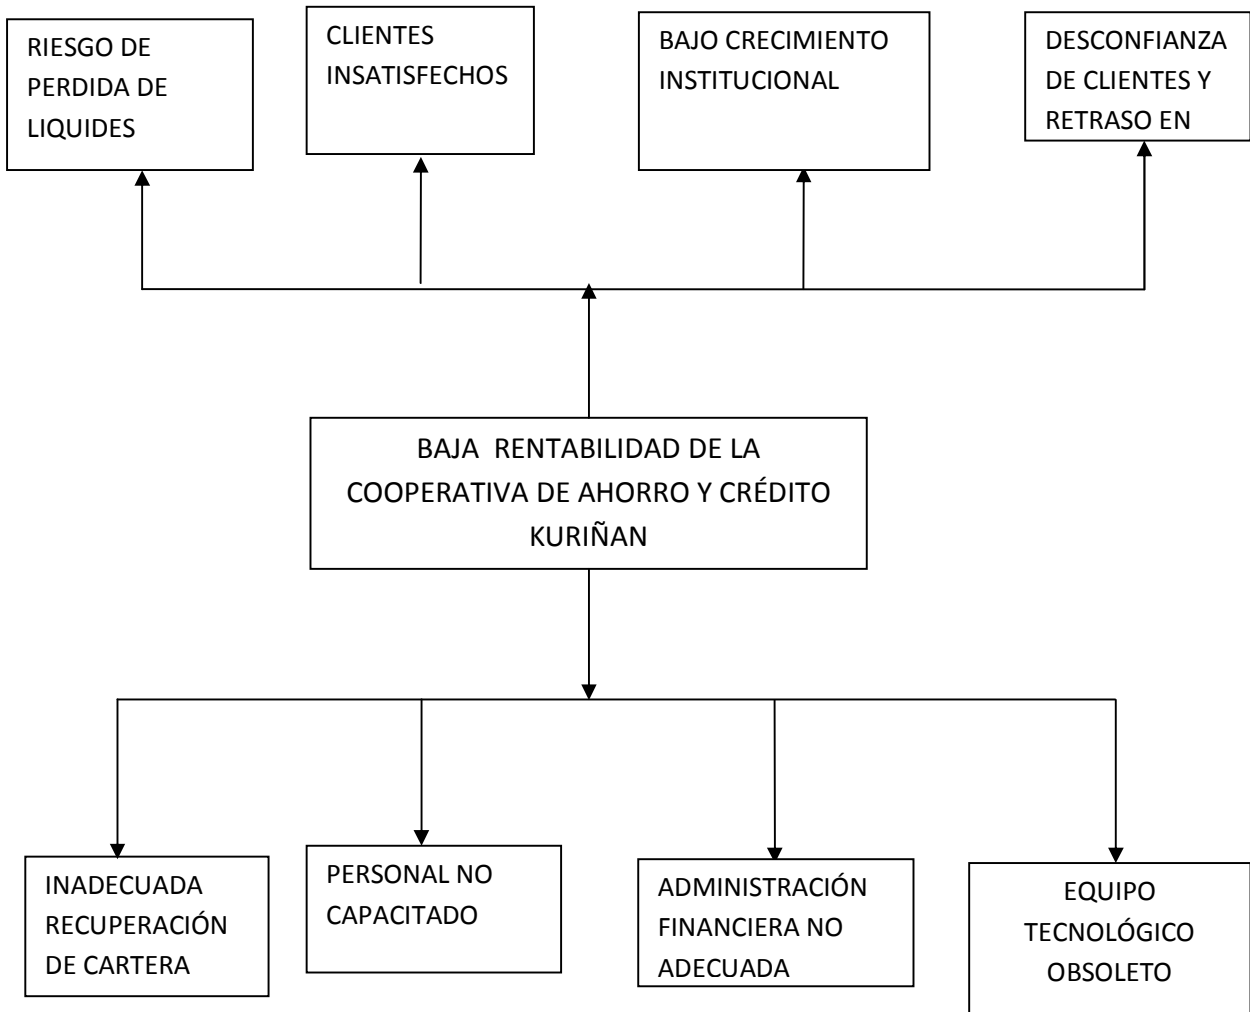 RIESGO DE
PERDIDA DE
LIQUIDES
CLIENTES
INSATISFECHOS
BAJO CRECIMIENTO
INSTITUCIONAL
DESCONFIANZA
DE CLIENTES Y
RETRASO EN
BAJA RENTABILIDAD DE LA
COOPERATIVA DE AHORRO Y CRÉDITO
KURIÑAN
INADECUADA
RECUPERACIÓN
DE CARTERA
PERSONAL NO
CAPACITADO
ADMINISTRACIÓN
FINANCIERA NO
ADECUADA
EQUIPO
TECNOLÓGICO
OBSOLETO